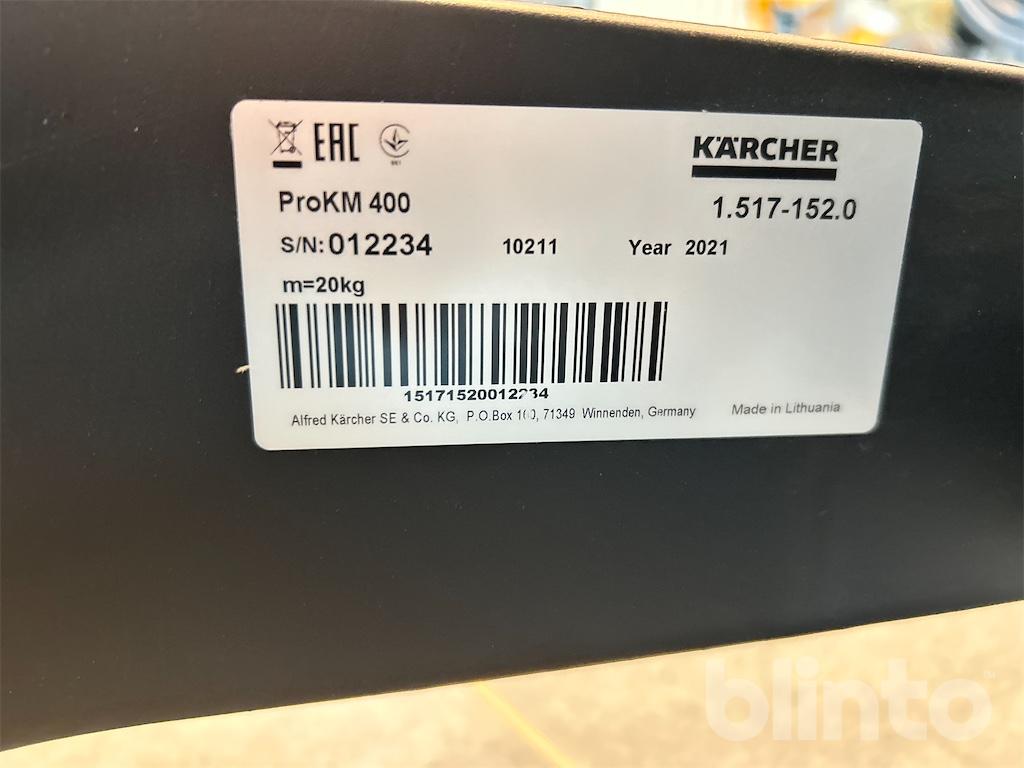 EAC
KÄRCHER
ProKM 400
1.517-152.0
S/N: 012234 10211 Year 2021
m=20kg
15171520012234
Alfred Kärcher SE & Co. KG, P.O.Box 160, 71349 Winnenden, Germany
Made in Lithuania
blinto